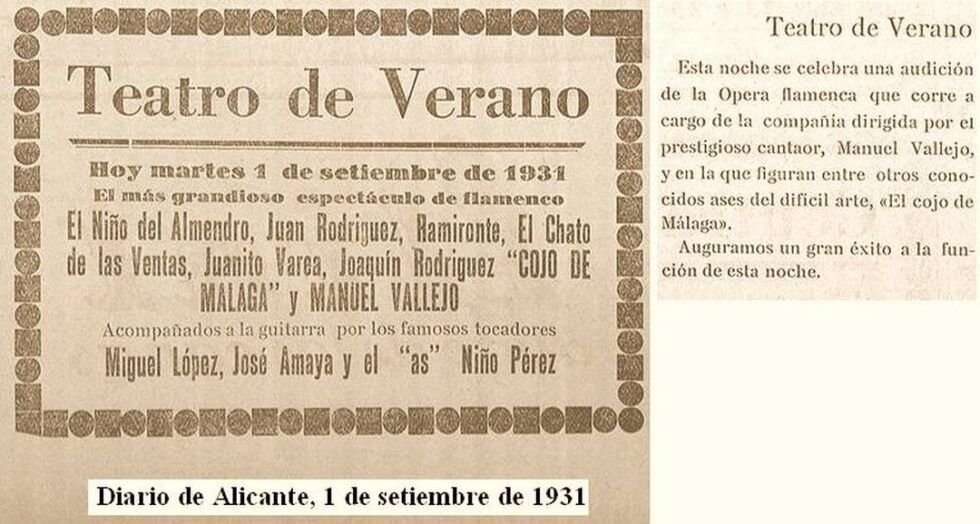 Teatro de Verano
Hoy martes 1 de setiembre de 1931
El más grandioso espectáculo de flamenco
El Niño del Almendro, Juan Rodriguez, Ramironte, El Chato
de las Ventas, Juanito Varea, Joaquín Rodriguez "COJO DE
MALAGA" y MANUEL VALLEJO
Acompañados a la guitarra por los famosos tocadores
Miguel López, José Amaya y el "as" Niño Pérez
Diario de Alicante, 1 de setiembre de 1931
Teatro de Verano
Esta noche se celebra una audición
de la Opera flamenca que corre a
cargo de la compañía dirigida por el
prestigioso cantaor, Manuel Vallejo,
y en la que figuran entre otros cono-
cidos ases del dificil arte, «El cojo de
Málaga».
Auguramos un gran éxito a la fun-
ción de esta noche.